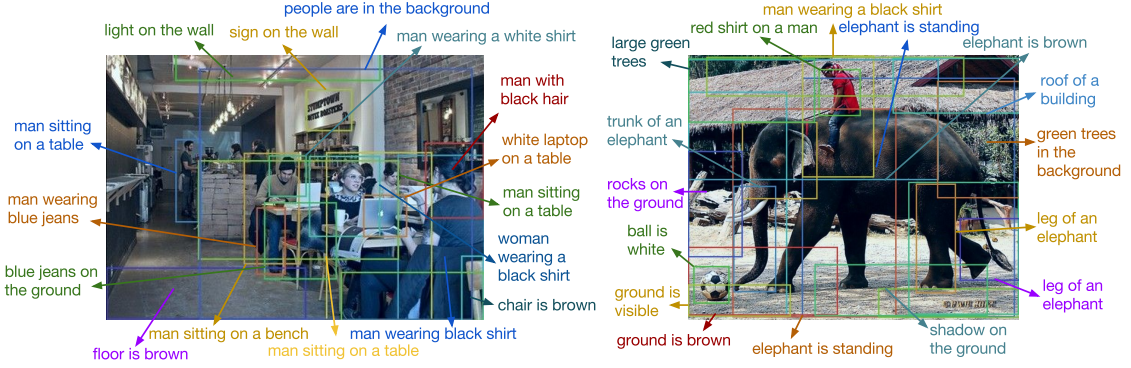 people are in the background
light on the wall
sign on the wall
man wearing a white shirt
man with
black hair
man sitting
on a table
white laptop
on a table
man wearing
blue jeans
man sitting
on a table
woman
wearing a
black shirt
blue jeans on
the ground
chair is brown
man sitting on a bench
man wearing black shirt
man sitting on a table
floor is brown
STUMPTOWN
COFFEE ROASTERS
man wearing a black shirt
red shirt on a man
elephant is standing
large green
trees
elephant is brown
roof of a
building
trunk of an
elephant
green trees
in the
background
rocks on
the ground
leg of an
elephant
ball is
white
leg of an
elephant
ground is
visible
ground is brown
elephant is standing
shadow on
the ground